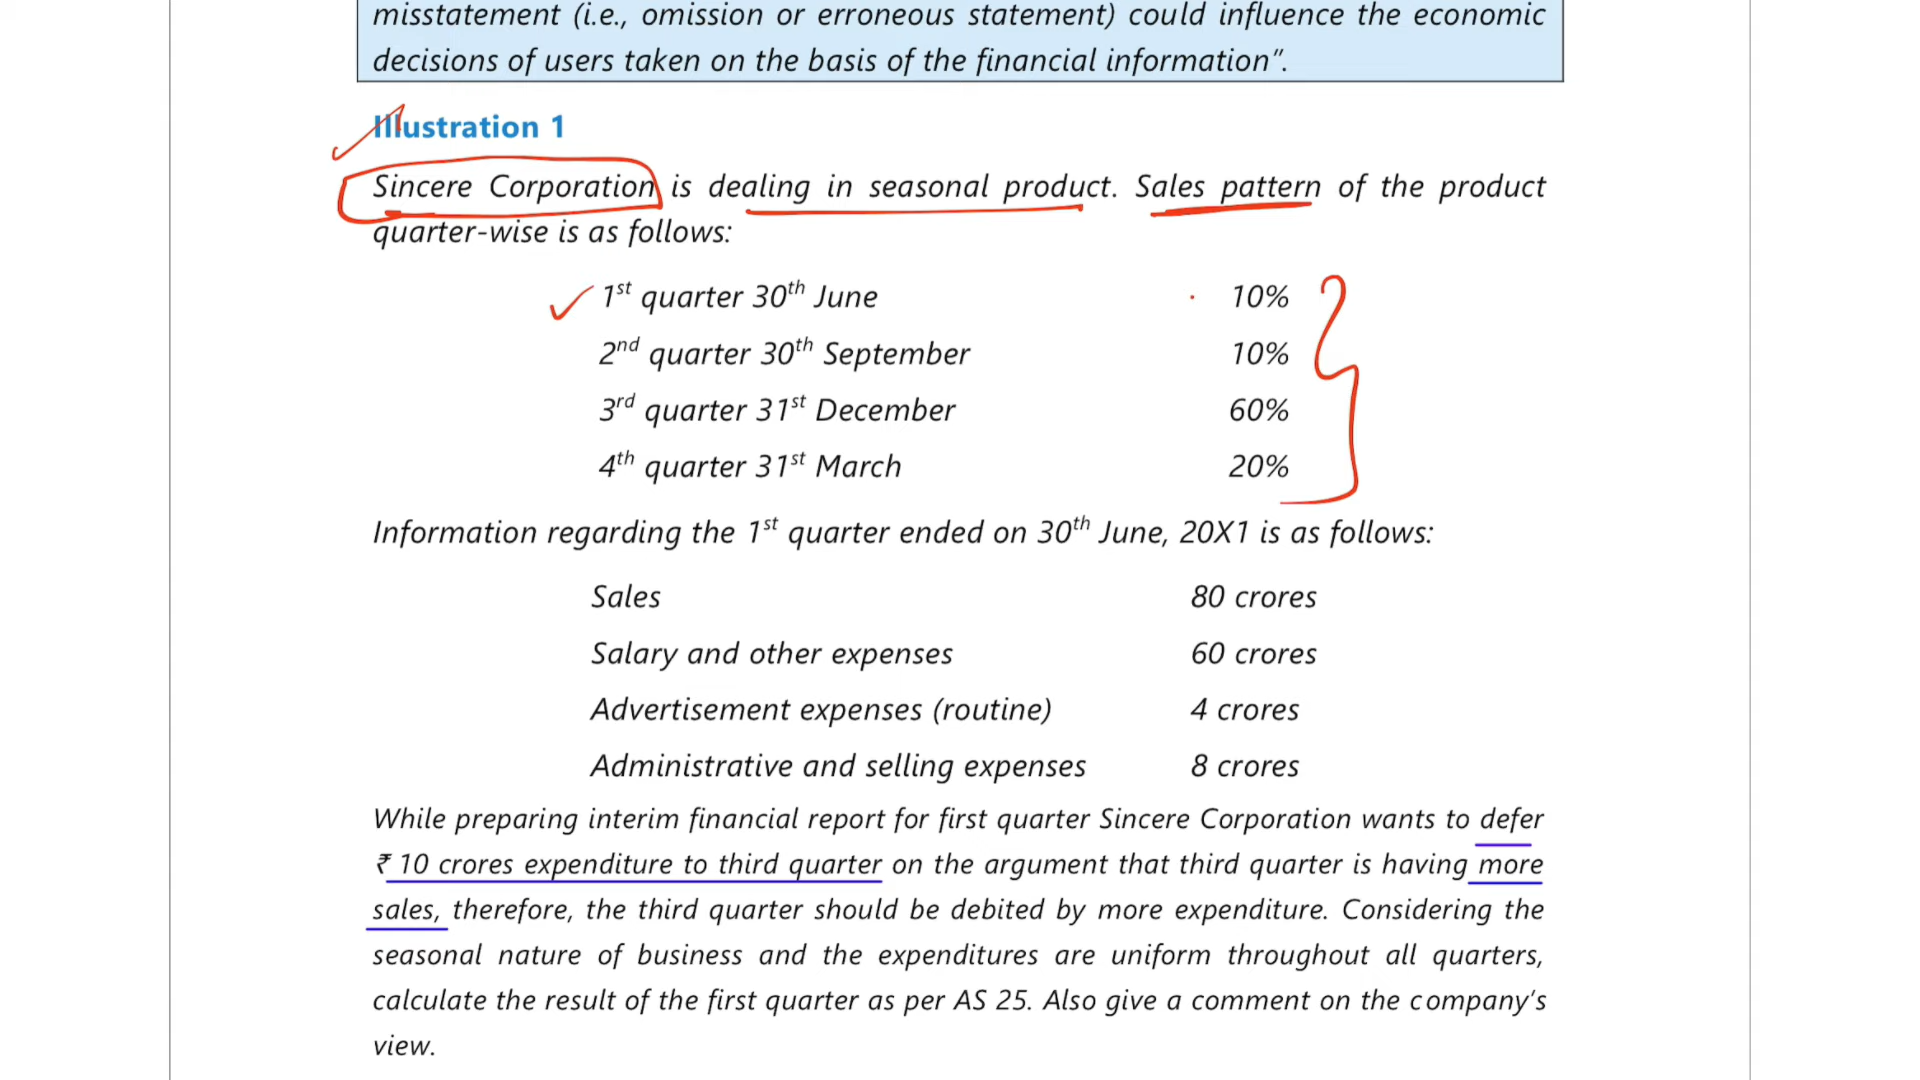 misstatement (i.e., omission or erroneous statement) could influence the economic
decisions of users taken on the basis of the financial information”.
Illustration 1
Sincere Corporation is dealing in seasonal product. Sales pattern of the product
quarter-wise is as follows:
1st quarter 30th June 10%
2nd quarter 30th September 10%
3rd quarter 31st December 60%
4th quarter 31st March 20%
Information regarding the 1st quarter ended on 30th June, 20X1 is as follows:
Sales 80 crores
Salary and other expenses 60 crores
Advertisement expenses (routine) 4 crores
Administrative and selling expenses 8 crores
While preparing interim financial report for first quarter Sincere Corporation wants to defer
₹ 10 crores expenditure to third quarter on the argument that third quarter is having more
sales, therefore, the third quarter should be debited by more expenditure. Considering the
seasonal nature of business and the expenditures are uniform throughout all quarters,
calculate the result of the first quarter as per AS 25. Also give a comment on the company’s
view.